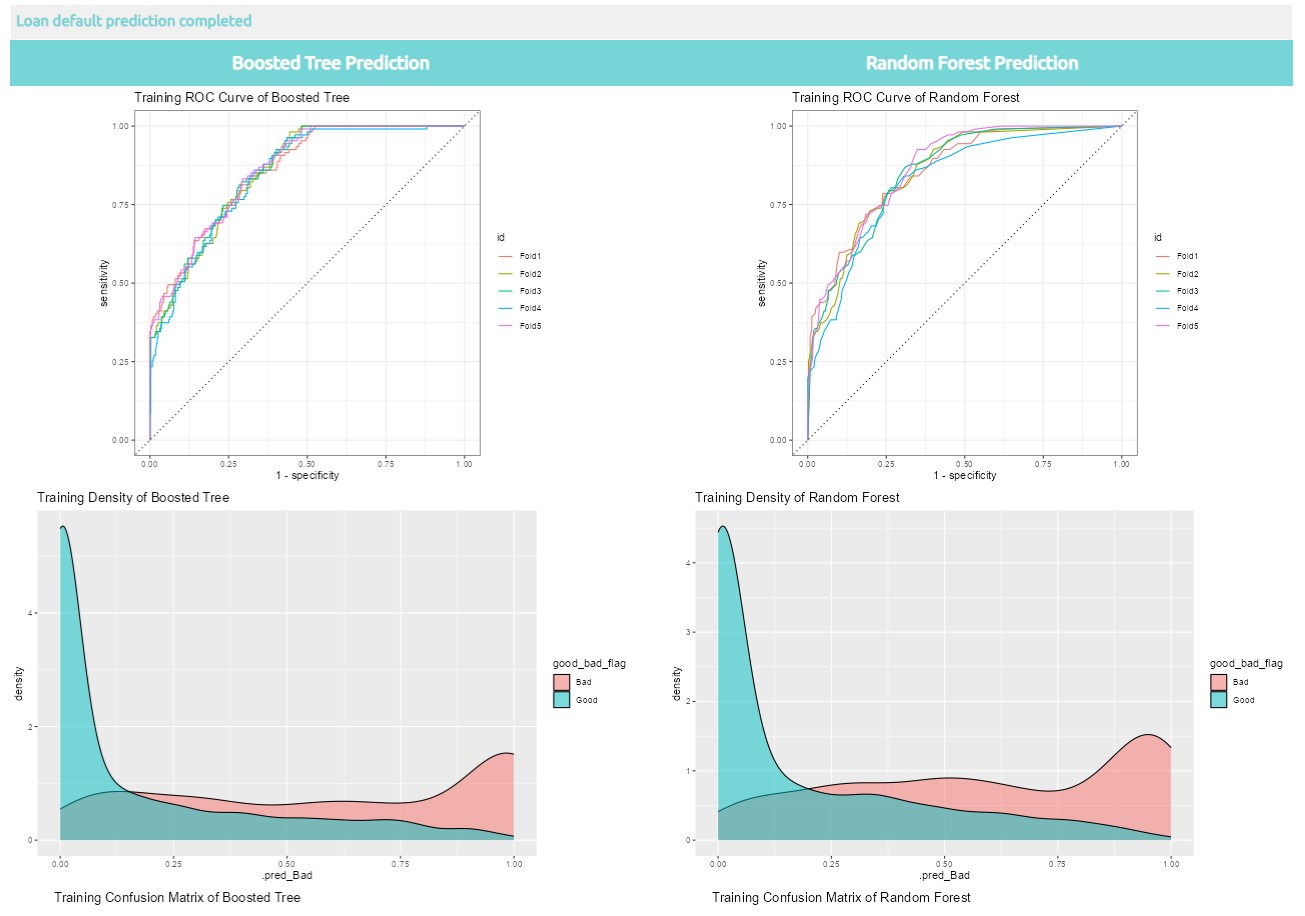 Loan default prediction completed
Boosted Tree Prediction
Random Forest Prediction
Training ROC Curve of Boosted Tree
1.00
0.75
0.50
0.25
0.00
sensitivity
0.00 0.25 0.50 0.75 1.00
1 - specificity
id
Fold1
Fold2
Fold3
Fold4
Fold5
Training ROC Curve of Random Forest
1.00
0.75
0.50
0.25
0.00
sensitivity
0.00 0.25 0.50 0.75 1.00
1 - specificity
id
Fold1
Fold2
Fold3
Fold4
Fold5
Training Density of Boosted Tree
4
2
0
density
0.00 0.25 0.50 0.75 1.00
.pred_Bad
good_bad_flag
Bad
Good
Training Density of Random Forest
4
3
2
1
0
density
0.00 0.25 0.50 0.75 1.00
.pred_Bad
good_bad_flag
Bad
Good
Training Confusion Matrix of Boosted Tree
Training Confusion Matrix of Random Forest